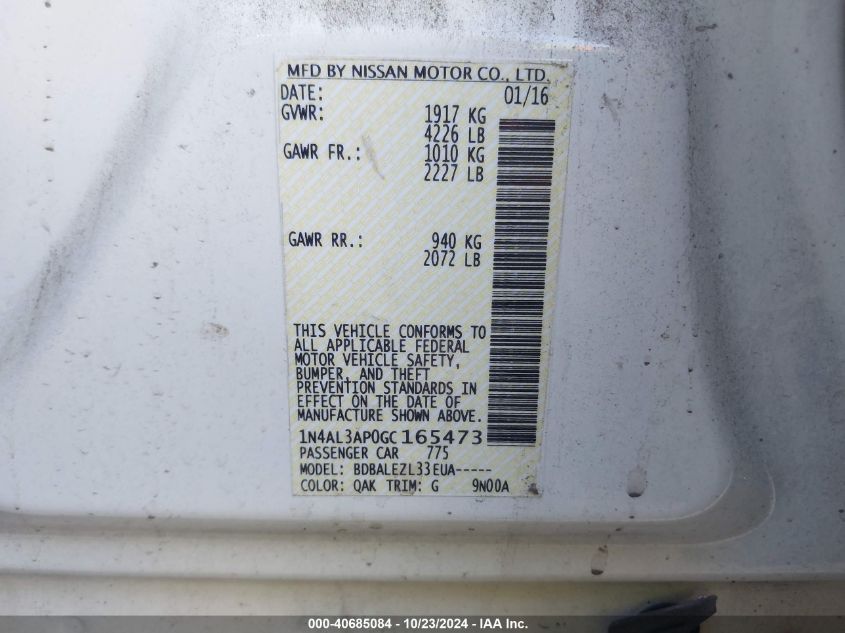 MFD BY NISSAN MOTOR CO., LTD.
DATE: 01/16
GVWR: 1917 KG
4226 LB
GAWR FR.: 1010 KG
2227 LB
GAWR RR.: 940 KG
2072 LB
THIS VEHICLE CONFORMS TO
ALL APPLICABLE FEDERAL
MOTOR VEHICLE SAFETY,
BUMPER, AND THEFT
PREVENTION STANDARDS IN
EFFECT ON THE DATE OF
MANUFACTURE SHOWN ABOVE.
1N4AL3AP0GC165473
PASSENGER CAR 775
MODEL: BDBALEZL33EUA-----
COLOR: QAK TRIM: G 9N00A
000-40685084 - 10/23/2024 - IAA Inc.